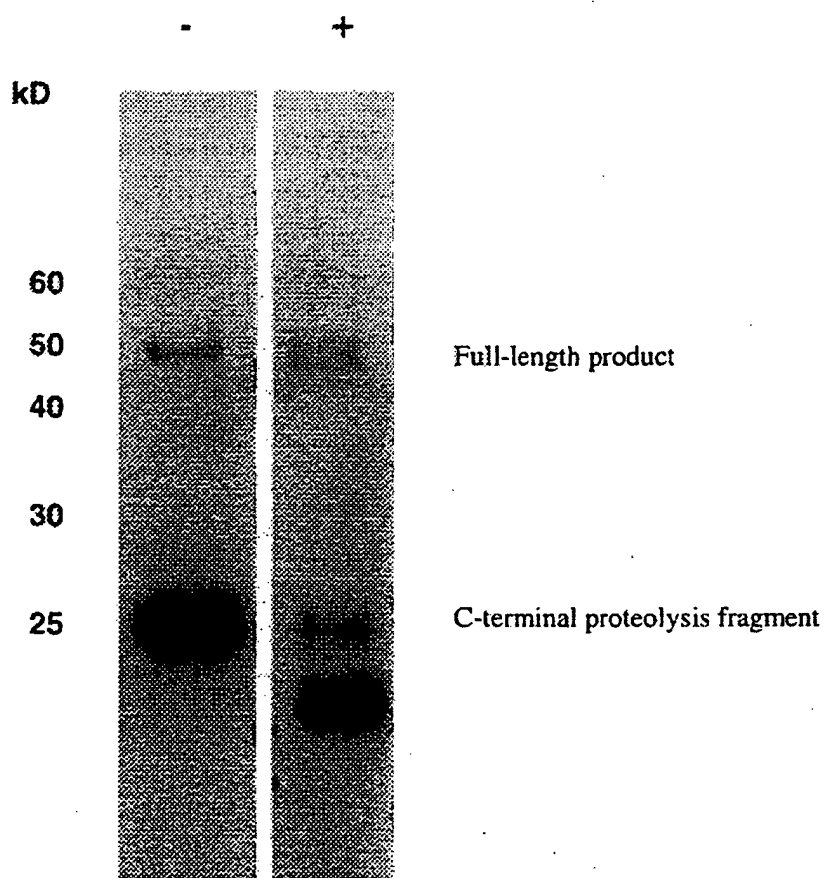 - +
kD
60
50 Full-length product
40
30
25 C-terminal proteolysis fragment